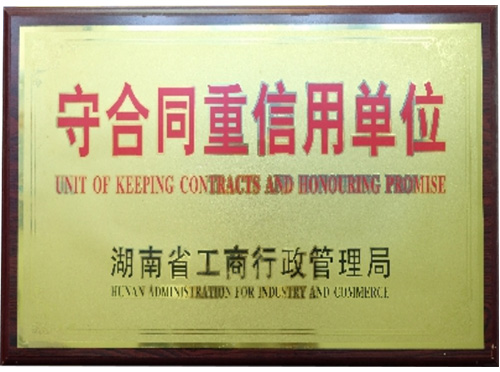 守合同重信用单位
UNIT OF KEEPING CONTRACTS AND HONOURING PROMISE
湖南省工商行政管理局
HUNAN ADMINISTRATION FOR INDUSTRY AND COMMERCE